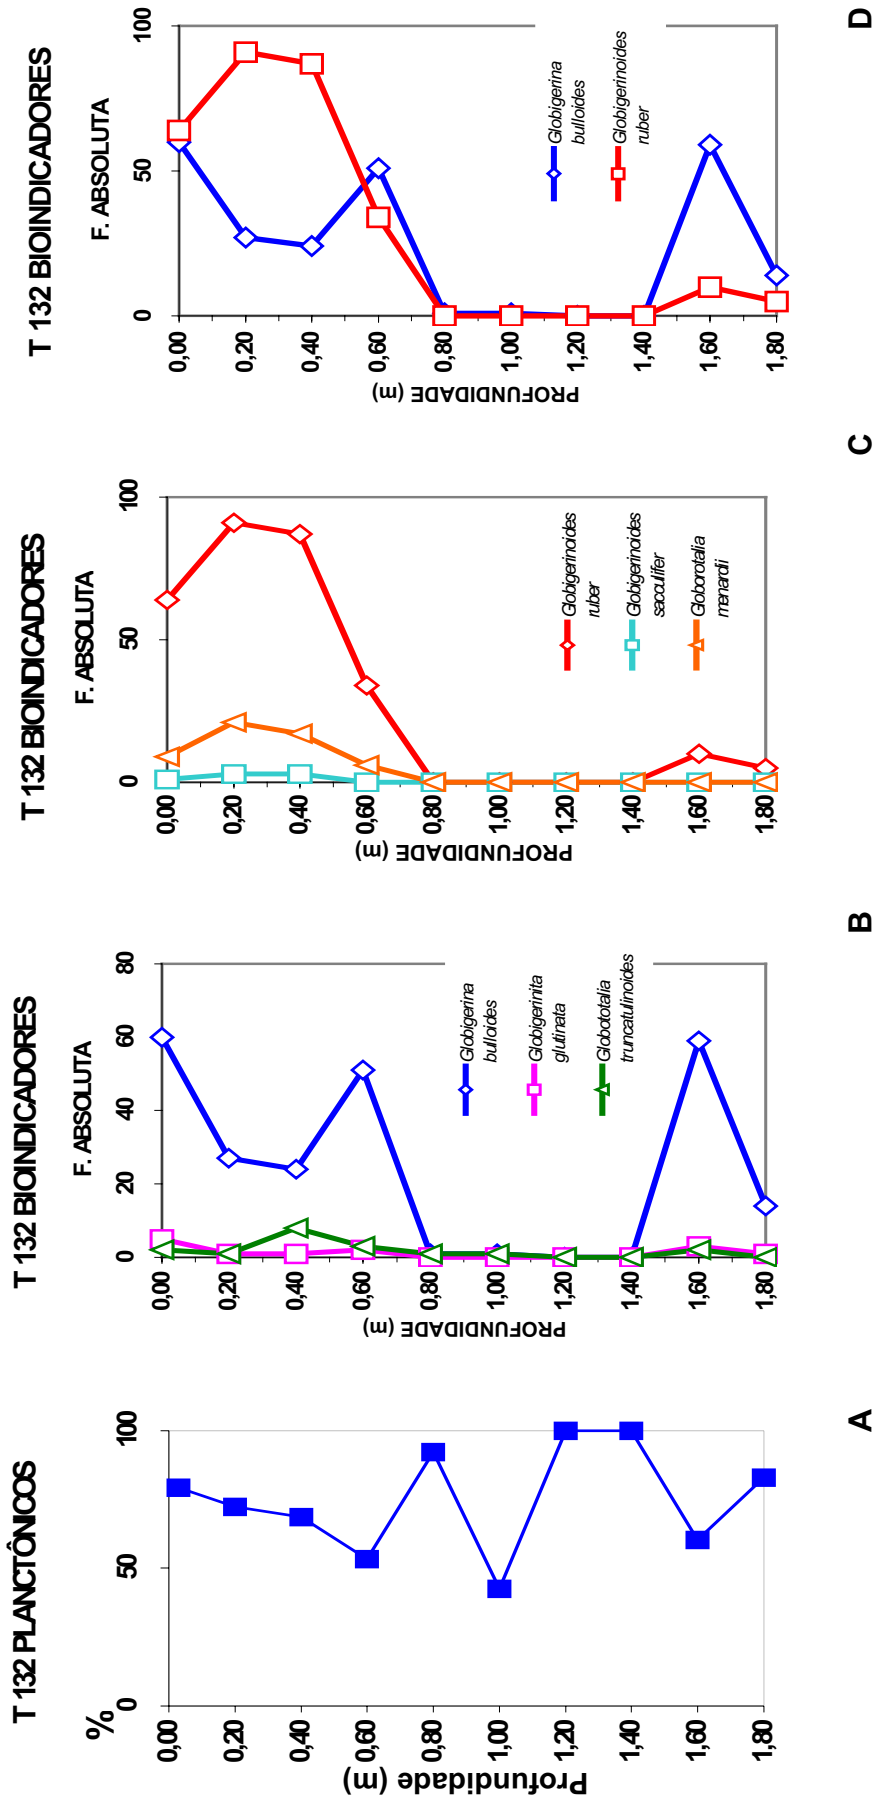 T 132 PLANCTÔNICOS
%
0
50
100
Profundidade (m)
0,00
0,20
0,40
0,60
0,80
1,00
1,20
1,40
1,60
1,80
A
T 132 BIOINDICADORES
F. ABSOLUTA
0
20
40
60
80
PROFUNDIDADE (m)
0,00
0,20
0,40
0,60
0,80
1,00
1,20
1,40
1,60
1,80
Globigerina
bulloides
Globigerinita
glutinata
Globototalia
truncatulinoides
B
T 132 BIOINDICADORES
F. ABSOLUTA
0
50
100
PROFUNDIDADE (m)
0,00
0,20
0,40
0,60
0,80
1,00
1,20
1,40
1,60
1,80
Globigerinoides
ruber
Globigerinoides
sacculifer
Globorotalia
menardii
C
T 132 BIOINDICADORES
F. ABSOLUTA
0
50
100
PROFUNDIDADE (m)
0,00
0,20
0,40
0,60
0,80
1,00
1,20
1,40
1,60
1,80
Globigerina
bulloides
Globigerinoides
ruber
D